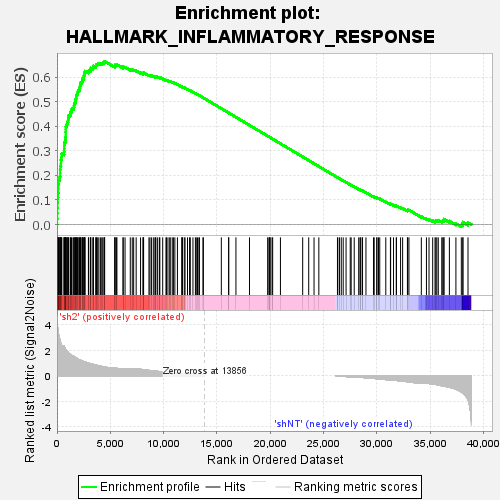 Enrichment plot:
HALLMARK_INFLAMMATORY_RESPONSE
Enrichment score (ES)
0.6
0.5
0.4
0.3
0.2
0.1
0.0
Ranked list metric (Signal2Noise)
'sh2' (positively correlated)
4
2
0
-2
-4
Zero cross at 13856
'shNT' (negatively correlated)
0
5,000
10,000
15,000
20,000
25,000
30,000
35,000
40,000
Rank in Ordered Dataset
Enrichment profile
Hits
Ranking metric scores